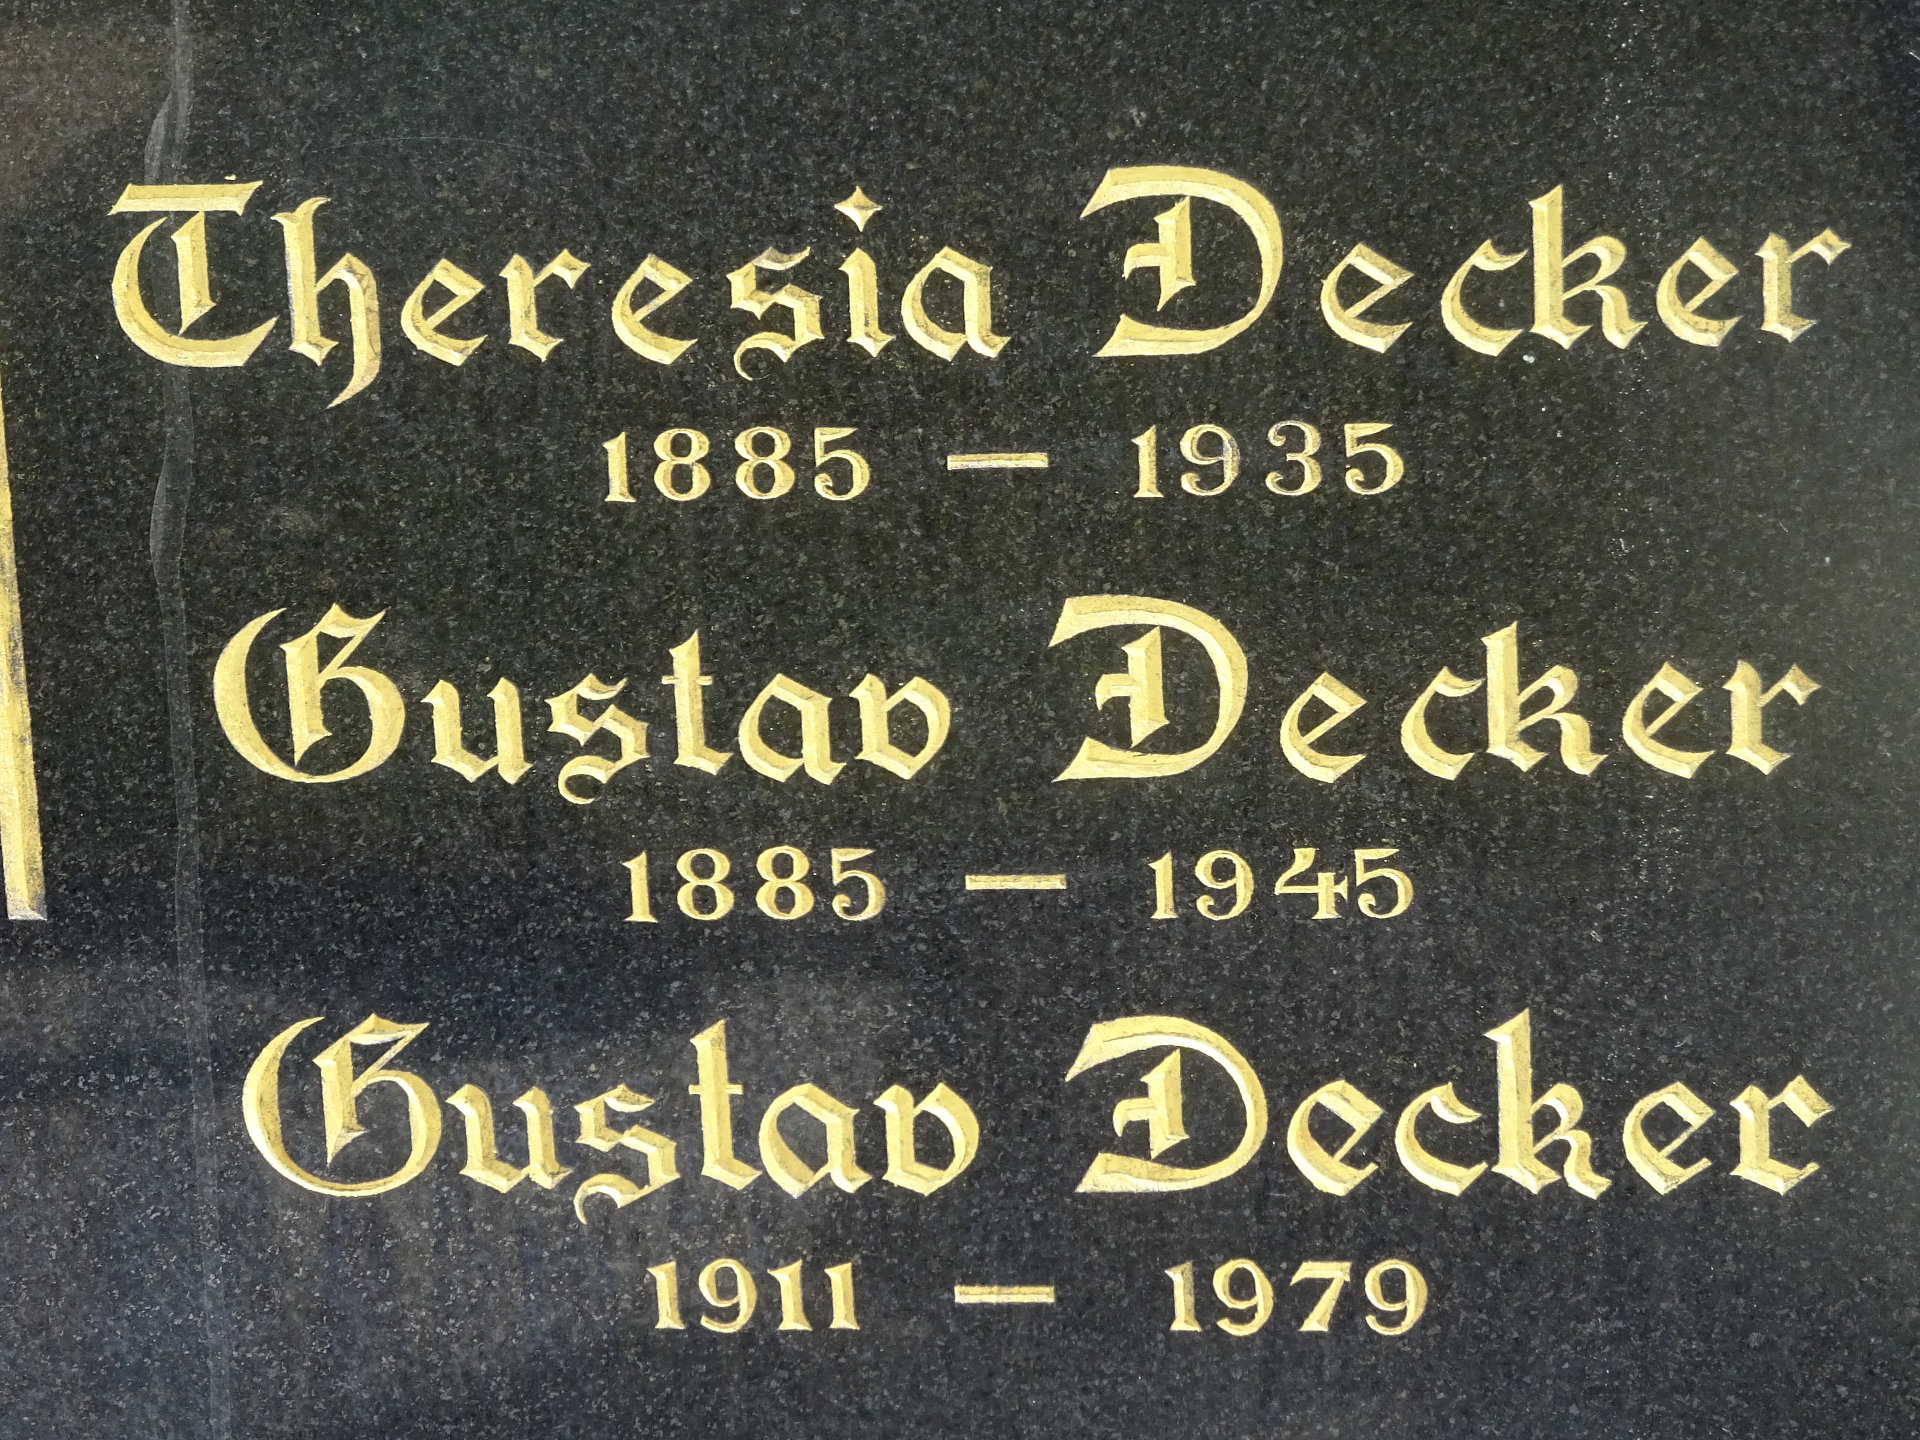 Theresia Decker
1885 — 1935
Gustav Decker
1885 — 1945
Gustav Decker
1911 — 1979